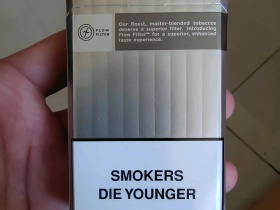 FLOW
FILTER
Our finest, master-blended tobaccos
deserve a superior filter. Introducing
Flow Filter™ for a superior, enhanced
taste experience.
SMOKERS
DIE YOUNGER